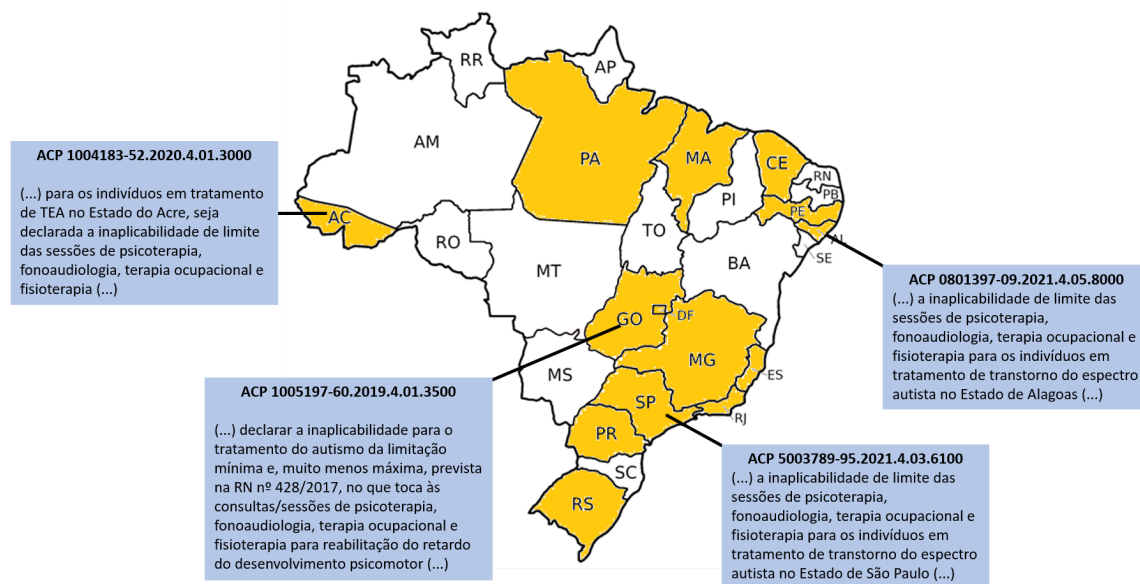 RR
AP
AM
PA
MA
CE
RN
PB
PE
PI
AL
SE
TO
BA
AC
RO
MT
GO
DF
MG
ES
MS
SP
RJ
PR
SC
RS
ACP 1004183-52.2020.4.01.3000
(...) para os indivíduos em tratamento
de TEA no Estado do Acre, seja
declarada a inaplicabilidade de limite
das sessões de psicoterapia,
fonoaudiologia, terapia ocupacional e
fisioterapia (...)
ACP 0801397-09.2021.4.05.8000
(...) a inaplicabilidade de limite das
sessões de psicoterapia,
fonoaudiologia, terapia ocupacional e
fisioterapia para os indivíduos em
tratamento de transtorno do espectro
autista no Estado de Alagoas (...)
ACP 1005197-60.2019.4.01.3500
(...) declarar a inaplicabilidade para o
tratamento do autismo da limitação
mínima e, muito menos máxima, prevista
na RN nº 428/2017, no que toca às
consultas/sessões de psicoterapia,
fonoaudiologia, terapia ocupacional e
fisioterapia para reabilitação do retardo
do desenvolvimento psicomotor (...)
ACP 5003789-95.2021.4.03.6100
(...) a inaplicabilidade de limite das
sessões de psicoterapia,
fonoaudiologia, terapia ocupacional e
fisioterapia para os indivíduos em
tratamento de transtorno do espectro
autista no Estado de São Paulo (...)